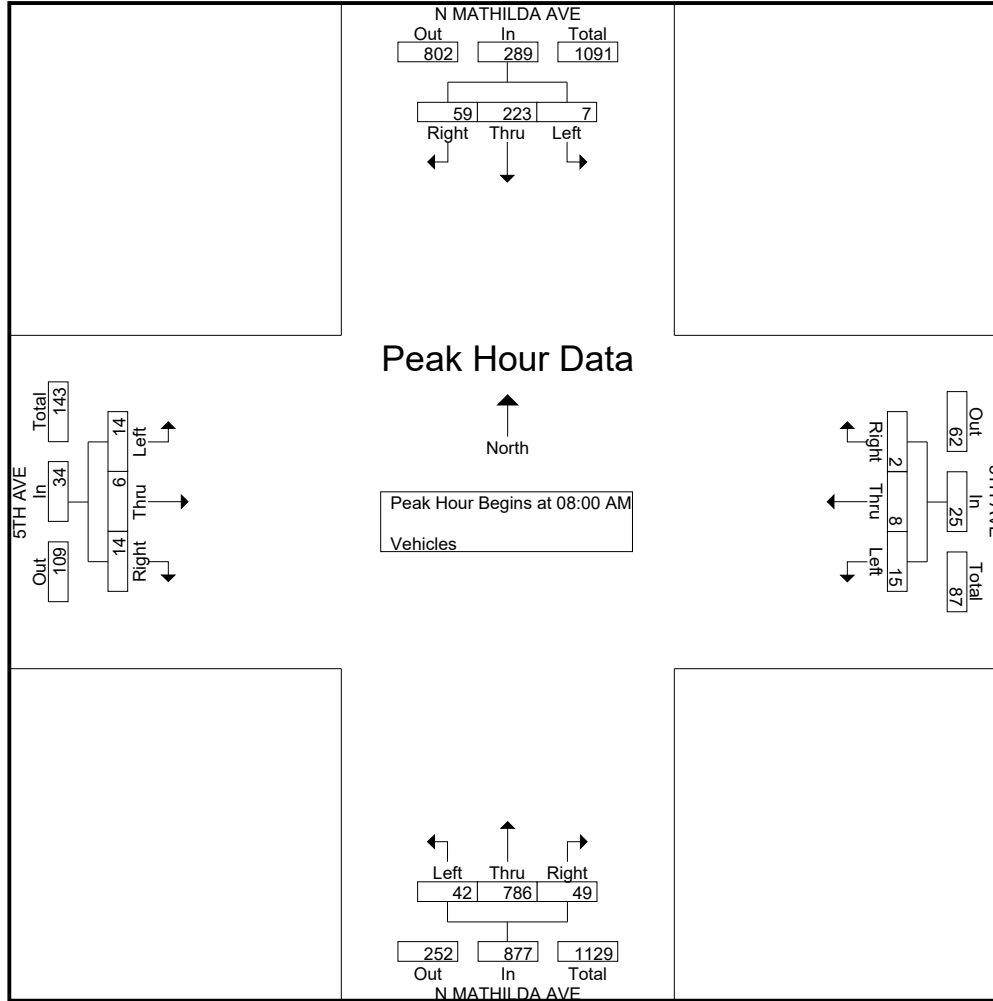 N MATHILDA AVE
Out In Total
802 289 1091
59 223 7
Right Thru Left
Peak Hour Data
North
Peak Hour Begins at 08:00 AM
Vehicles
5TH AVE
Total In Out
143 34 109
14 6 14
Left Thru Right
Out In Total
62 25 87
2 8 15
Right Thru Left
Left Thru Right
42 786 49
252 877 1129
Out In Total
N MATHILDA AVE